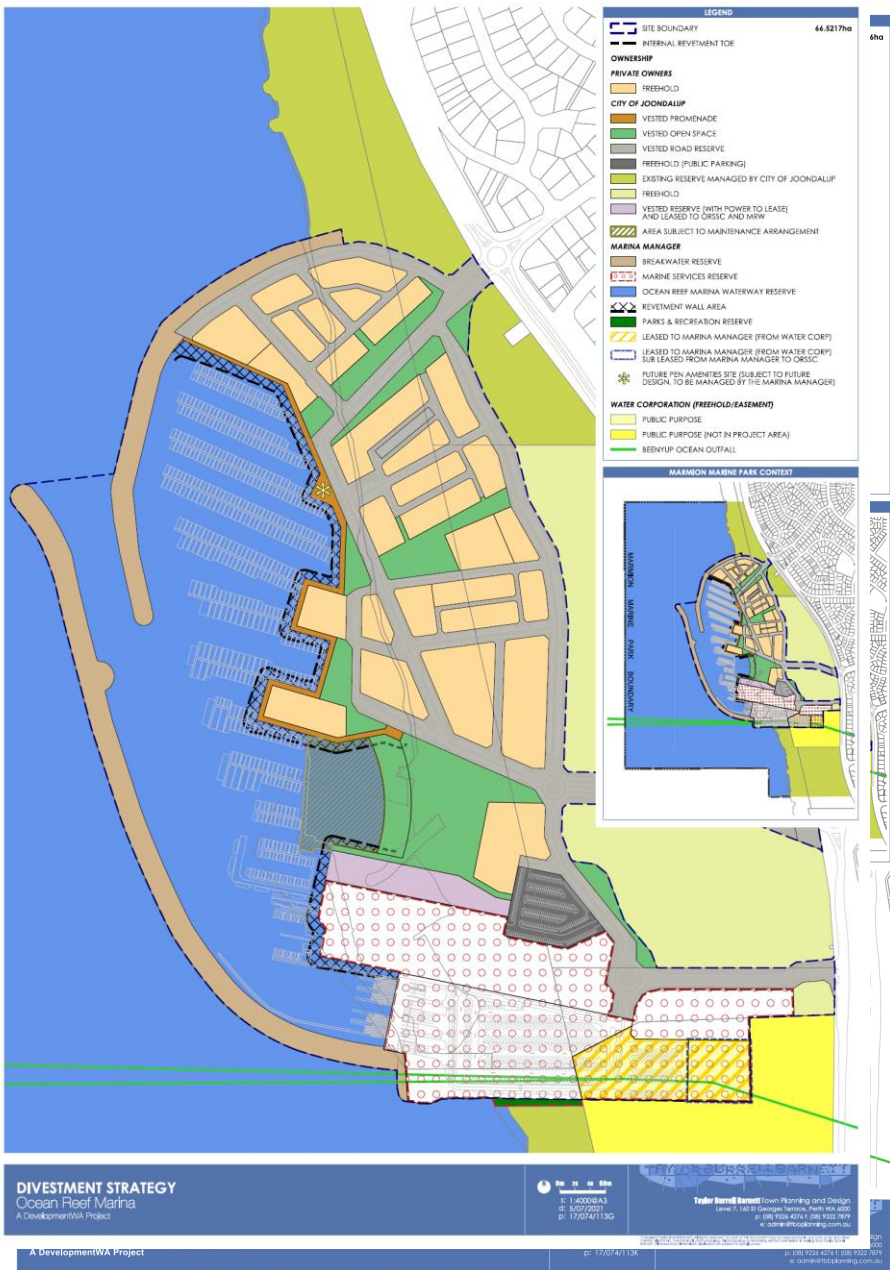 LEGEND
SITE BOUNDARY 66.5217ha
INTERNAL REVETMENT TOE
OWNERSHIP
PRIVATE OWNERS
FREEHOLD
CITY OF JOONDALUP
VESTED PROMENADE
VESTED OPEN SPACE
VESTED ROAD RESERVE
FREEHOLD (PUBLIC PARKING)
EXISTING RESERVE MANAGED BY CITY OF JOONDALUP
FREEHOLD
VESTED RESERVE (WITH POWER TO LEASE)
AND LEASED TO ORSSC AND MRW
AREA SUBJECT TO MAINTENANCE ARRANGEMENT
MARINA MANAGER
BREAKWATER RESERVE
MARINE SERVICES RESERVE
OCEAN REEF MARINA WATERWAY RESERVE
REVETMENT WALL AREA
PARKS & RECREATION RESERVE
LEASED TO MARINA MANAGER (FROM WATER CORP)
LEASED TO MARINA MANAGER (FROM WATER CORP)
SUB LEASED FROM MARINA MANAGER TO ORSSC
FUTURE PEN AMENITIES SITE (SUBJECT TO FUTURE
DESIGN, TO BE MANAGED BY THE MARINA MANAGER)
WATER CORPORATION (FREEHOLD/EASEMENT)
PUBLIC PURPOSE
PUBLIC PURPOSE (NOT IN PROJECT AREA)
BEENYUP OCEAN OUTFALL
6ha
MARMION MARINE PARK CONTEXT
MARMION MARINE PARK BOUNDARY
DIVESTMENT STRATEGY
Ocean Reef Marina
A DevelopmentWA Project
0m 20 40 60m
s: 1:4000@A3
d: 5/07/2021
p: 17/074/113G
TAYLOR BURRELL BARNETT
Taylor Burrell Barnett Town Planning and Design
Level 7, 160 St Georges Terrace, Perth WA 6000
p: (08) 9226 4276 f: (08) 9322 7879
e: admin@tbbplanning.com.au
A DevelopmentWA Project
p: 17/074/113K
p: (08) 9226 4276 f: (08) 9322 7879
e: admin@tbbplanning.com.au